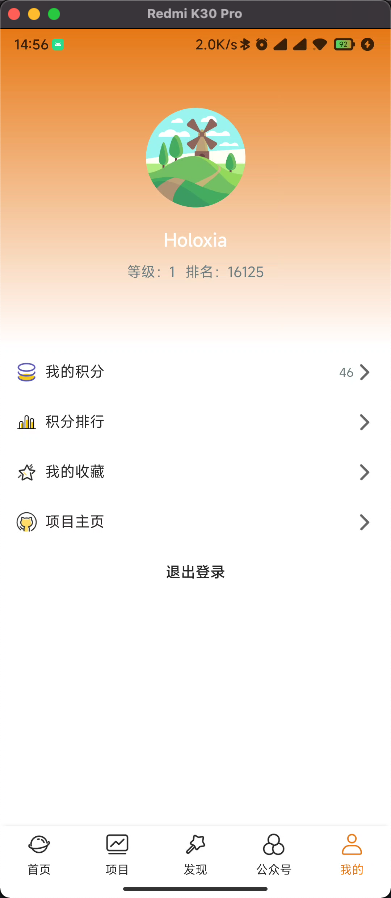 Redmi K30 Pro
14:56 2.0K/s 92
Holoxia
等级：1 排名：16125
我的积分 46
积分排行
我的收藏
项目主页
退出登录
首页 项目 发现 公众号 我的